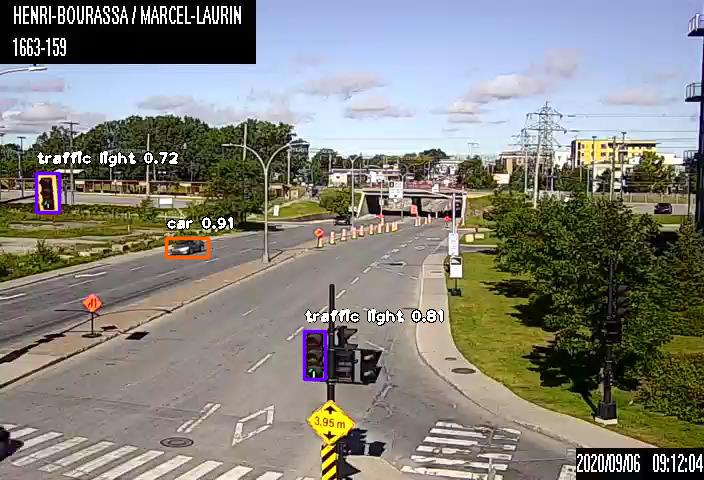 HENRI-BOURASSA / MARCEL-LAURIN
1663-159
traffic light 0.72
car 0.91
traffic light 0.81
3,95 m
2020/09/06 09:12:04